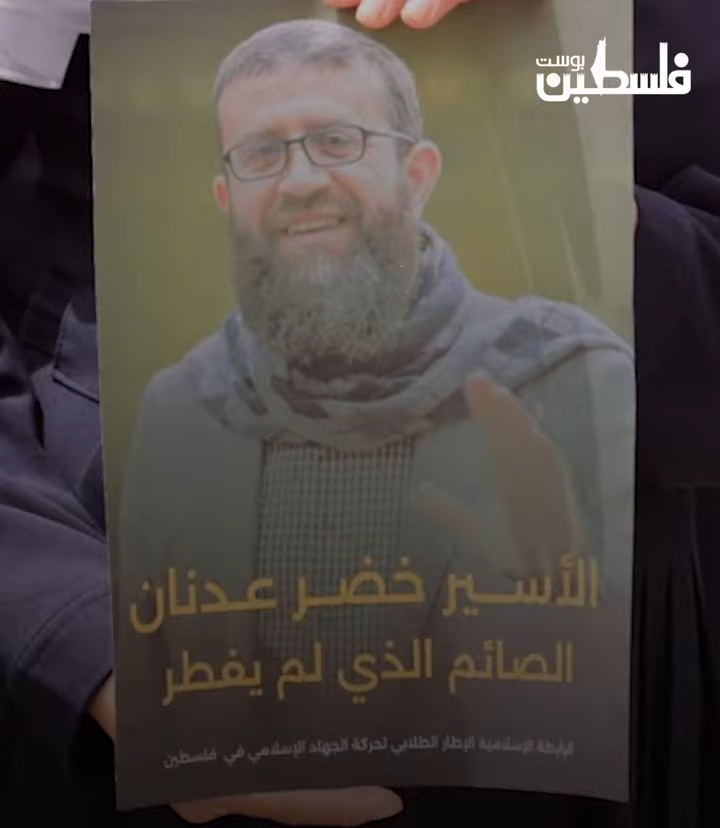 فلسطين بوست
الأسير خضر عدنان
الصائم الذي لم يفطر
الرابطة الإسلامية الإطار الطلابي لحركة الجهاد الإسلامي في فلسطين